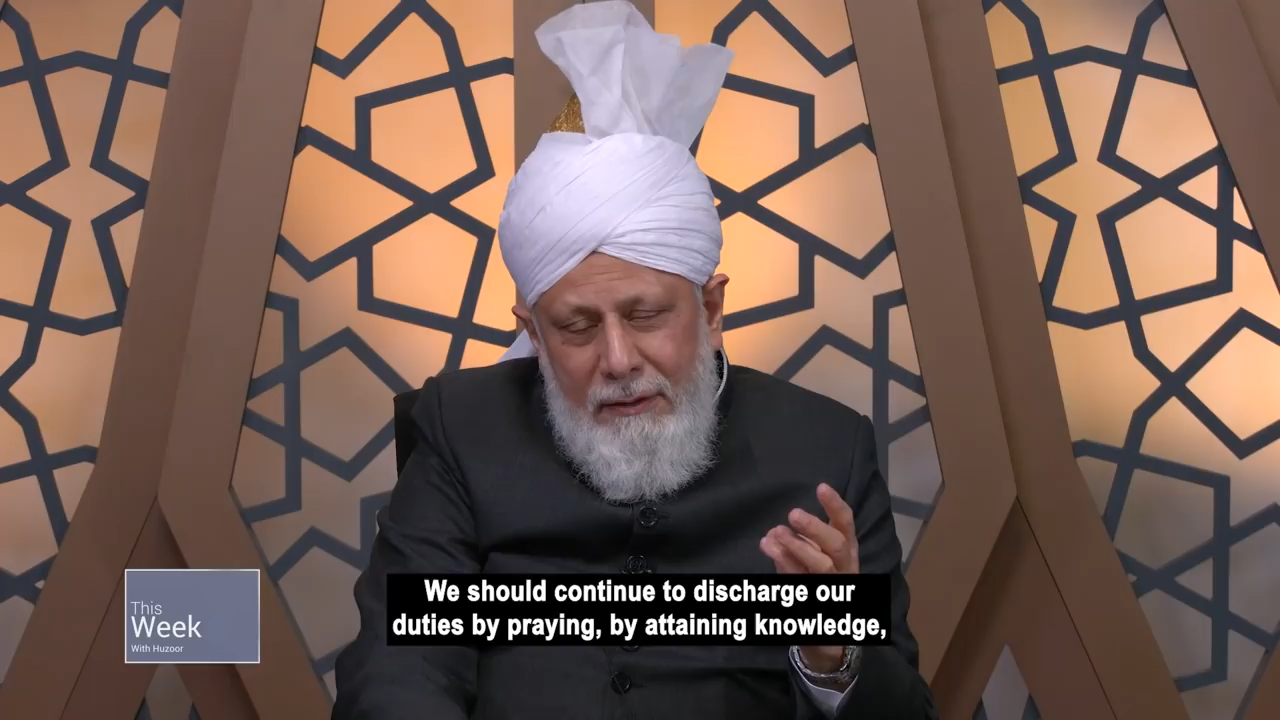 This
Week
With Huzoor
We should continue to discharge our
duties by praying, by attaining knowledge,